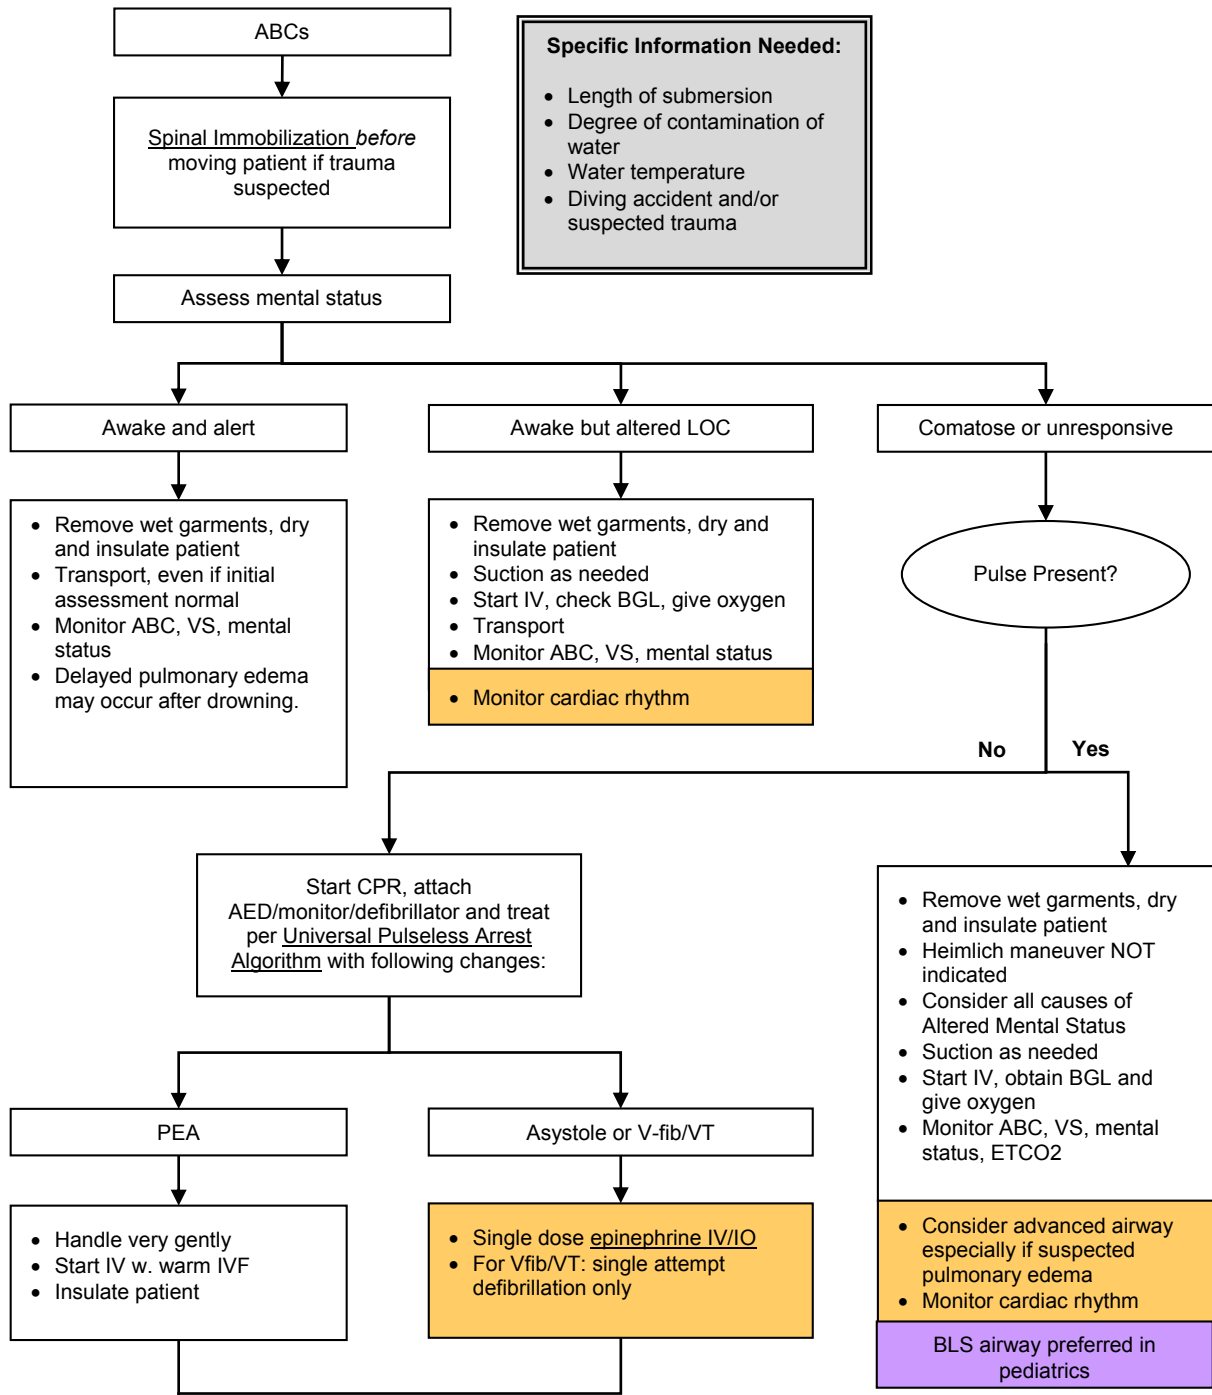 ABCs
Specific Information Needed:
• Length of submersion
• Degree of contamination of
water
• Water temperature
• Diving accident and/or
suspected trauma
Spinal Immobilization before
moving patient if trauma
suspected
Assess mental status
Awake and alert
Awake but altered LOC
Comatose or unresponsive
• Remove wet garments, dry
and insulate patient
• Transport, even if initial
assessment normal
• Monitor ABC, VS, mental
status
• Delayed pulmonary edema
may occur after drowning.
• Remove wet garments, dry and
insulate patient
• Suction as needed
• Start IV, check BGL, give oxygen
• Transport
• Monitor ABC, VS, mental status
• Monitor cardiac rhythm
Pulse Present?
No
Yes
Start CPR, attach
AED/monitor/defibrillator and treat
per Universal Pulseless Arrest
Algorithm with following changes:
PEA
Asystole or V-fib/VT
• Handle very gently
• Start IV w. warm IVF
• Insulate patient
• Single dose epinephrine IV/IO
• For Vfib/VT: single attempt
defibrillation only
• Remove wet garments, dry
and insulate patient
• Heimlich maneuver NOT
indicated
• Consider all causes of
Altered Mental Status
• Suction as needed
• Start IV, obtain BGL and
give oxygen
• Monitor ABC, VS, mental
status, ETCO2
• Consider advanced airway
especially if suspected
pulmonary edema
• Monitor cardiac rhythm
BLS airway preferred in
pediatrics